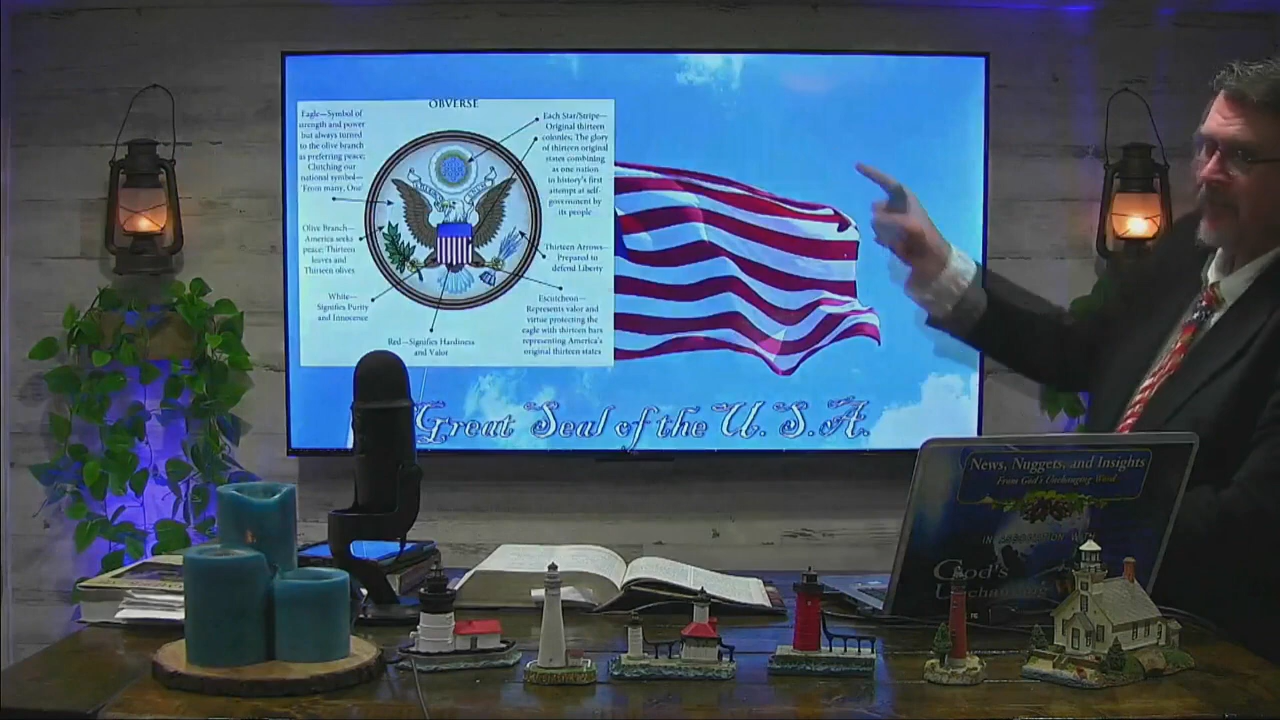 OBVERSE
Eagle—Symbol of
strength and power
but always turned
to the olive branch
as preferring peace;
Clutching our
national symbol—
'From many, One'
Each Star/Stripe—
Original thirteen
colonies; The glory
of thirteen original
states combining
as one nation
in history's first
attempt at self-
government by
its people
Olive Branch—
America seeks
peace; Thirteen
leaves and
Thirteen olives
Thirteen Arrows—
Prepared to
defend Liberty
White—
Signifies Purity
and Innocence
Escutcheon—
Represents valor and
virtue protecting the
eagle with thirteen bars
representing America's
original thirteen states
Red—Signifies Hardiness
and Valor
Great Seal of the U.S.A.
News, Nuggets, and Insights
From God's Unchanging Word
IN ASSOCIATION WITH
God's
Unchanging